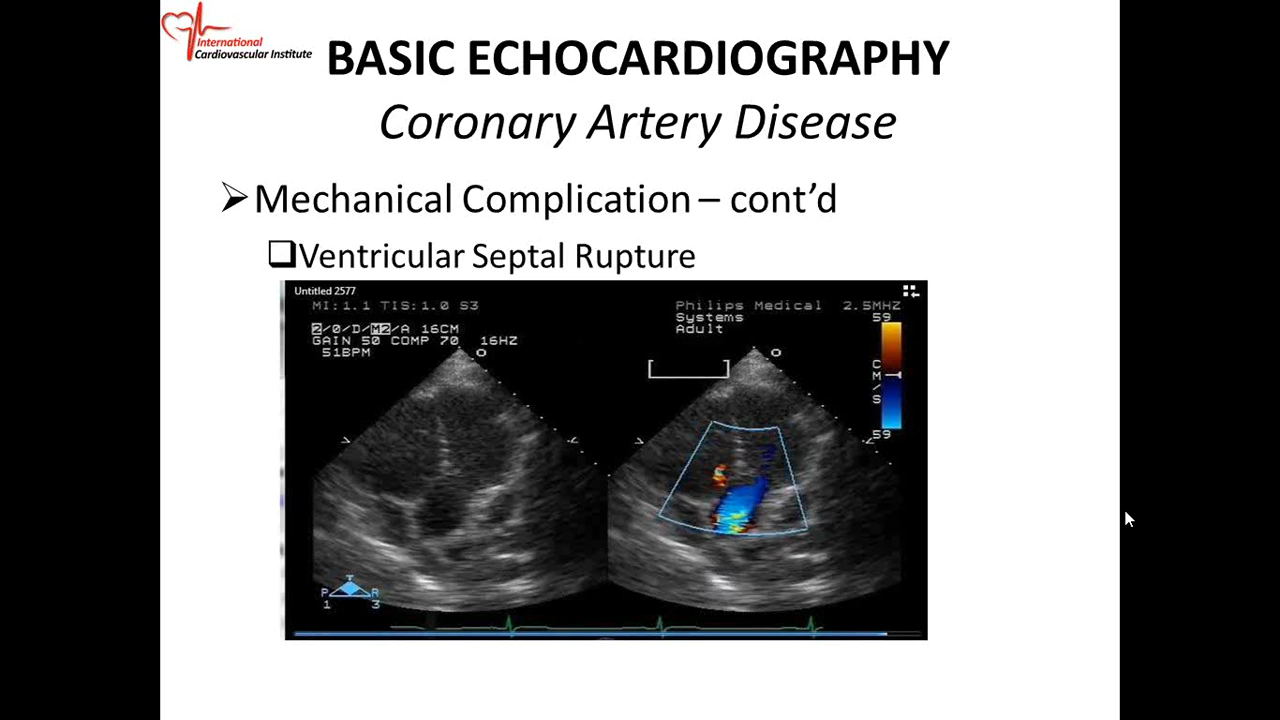 International
Cardiovascular Institute
BASIC ECHOCARDIOGRAPHY
Coronary Artery Disease
➢Mechanical Complication – cont’d
❑Ventricular Septal Rupture
Untitled 2577
MI:1.1 TIS:1.0 S3
2/0/D/M2/A 16CM
GAIN 50 COMP 70 16HZ
51BPM
Philips Medical 2.5MHZ
Systems
Adult
59
C
M
/
S
59
T
P R
1 3